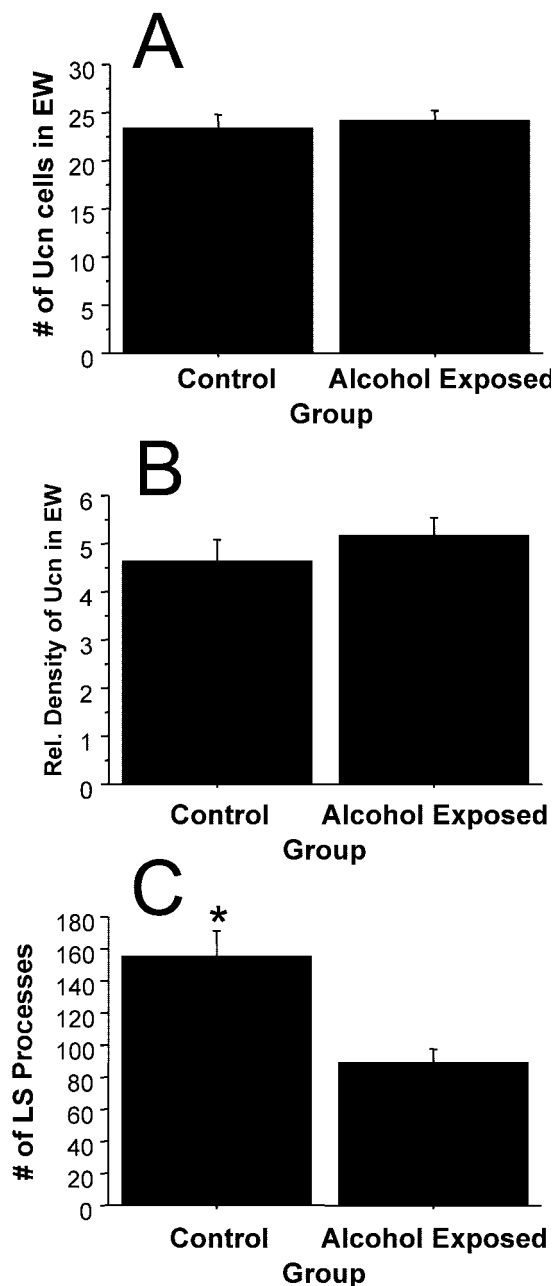 A
# of Ucn cells in EW
30
25
20
15
10
5
0
Control Alcohol Exposed
Group
B
Rel. Density of Ucn in EW
6
5
4
3
2
1
0
Control Alcohol Exposed
Group
C
*
# of LS Processes
180
160
140
120
100
80
60
40
20
0
Control Alcohol Exposed
Group